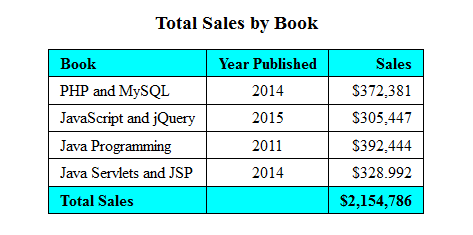 Total Sales by Book
Book Year Published Sales
PHP and MySQL 2014 $372,381
JavaScript and jQuery 2015 $305,447
Java Programming 2011 $392,444
Java Servlets and JSP 2014 $328.992
Total Sales $2,154,786